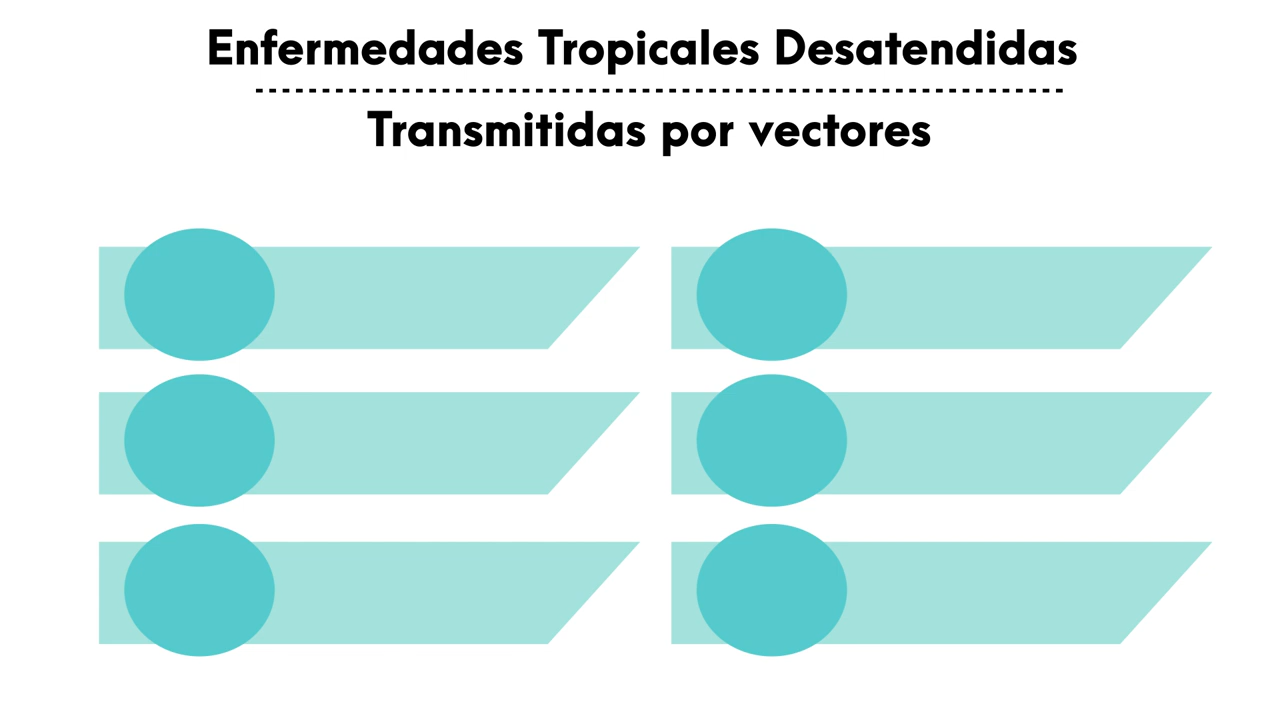 Enfermedades Tropicales Desatendidas
Transmitidas por vectores